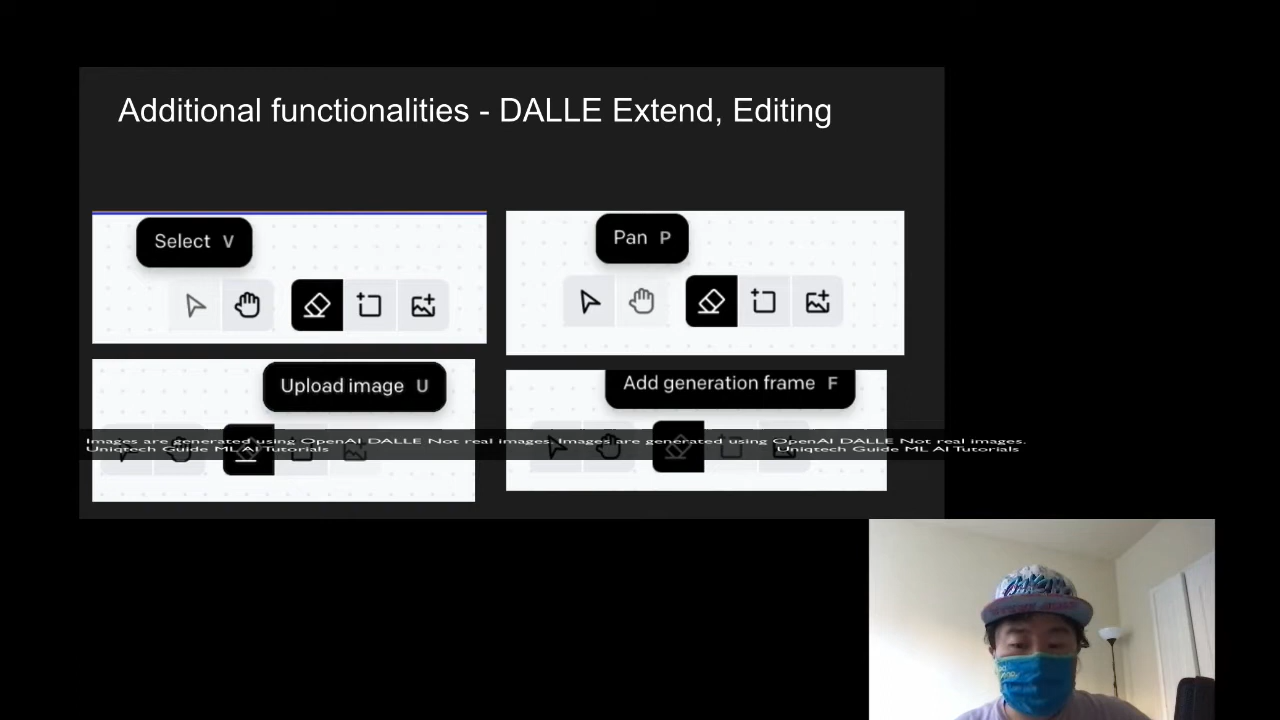 Additional functionalities - DALLE Extend, Editing
Select V
Pan P
Upload image U
Add generation frame F
Images are generated using OpenAI DALLE Not real images. Images are generated using OpenAI DALLE Not real images.
Uniqtech Guide ML AI Tutorials
Uniqtech Guide ML AI Tutorials